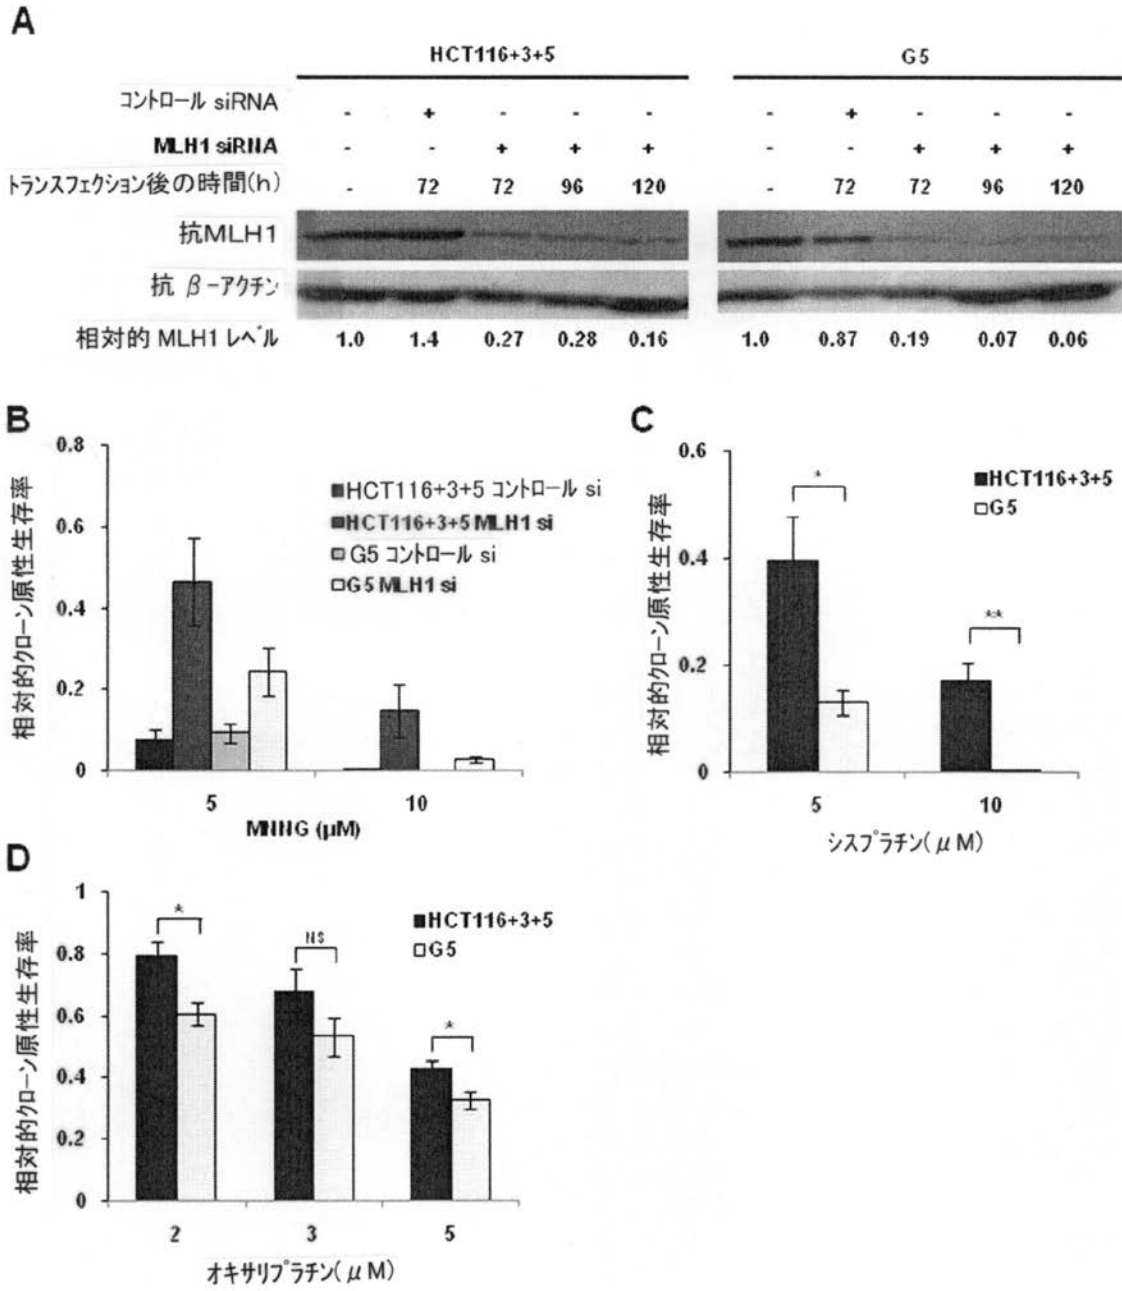 A
HCT116+3+5 G5
コントロール siRNA - + - - - - + - - -
MLH1 siRNA - - + + + - - + + +
トランスフェクション後の時間(h) - 72 72 96 120 - 72 72 96 120
抗MLH1
抗 β-アクチン
相対的 MLH1 レベル 1.0 1.4 0.27 0.28 0.16 1.0 0.87 0.19 0.07 0.06
B
相対的クローン原性生存率
0.8
0.6
0.4
0.2
0
HCT116+3+5 コントロール si
HCT116+3+5 MLH1 si
G5 コントロール si
G5 MLH1 si
5 10
MNNG (μM)
C
相対的クローン原性生存率
0.6
0.4
0.2
0
HCT116+3+5
G5
*
**
5 10
シスプラチン(μM)
D
相対的クローン原性生存率
1
0.8
0.6
0.4
0.2
0
HCT116+3+5
G5
* NS *
2 3 5
オキサリプラチン(μM)